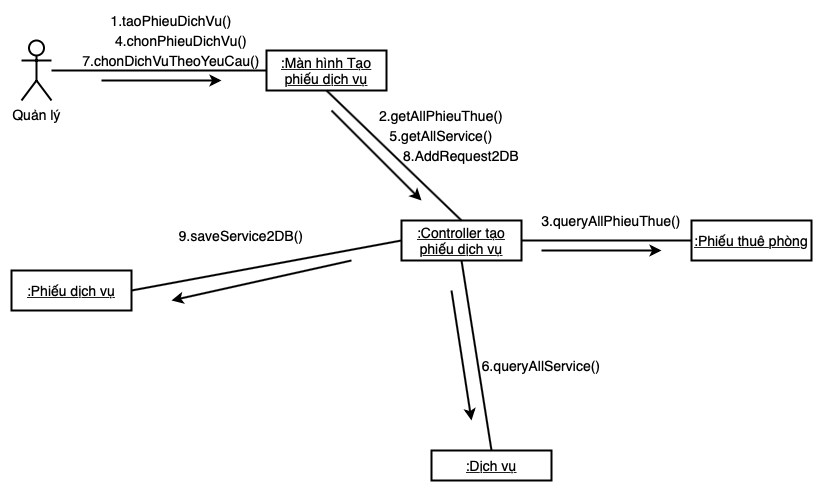 1.taoPhieuDichVu()
4.chonPhieuDichVu()
7.chonDichVuTheoYeuCau()
Quản lý
:Màn hình Tạo
phiếu dịch vụ
2.getAllPhieuThue()
5.getAllService()
8.AddRequest2DB
:Controller tạo
phiếu dịch vụ
3.queryAllPhieuThue()
:Phiếu thuê phòng
9.saveService2DB()
:Phiếu dịch vụ
6.queryAllService()
:Dịch vụ